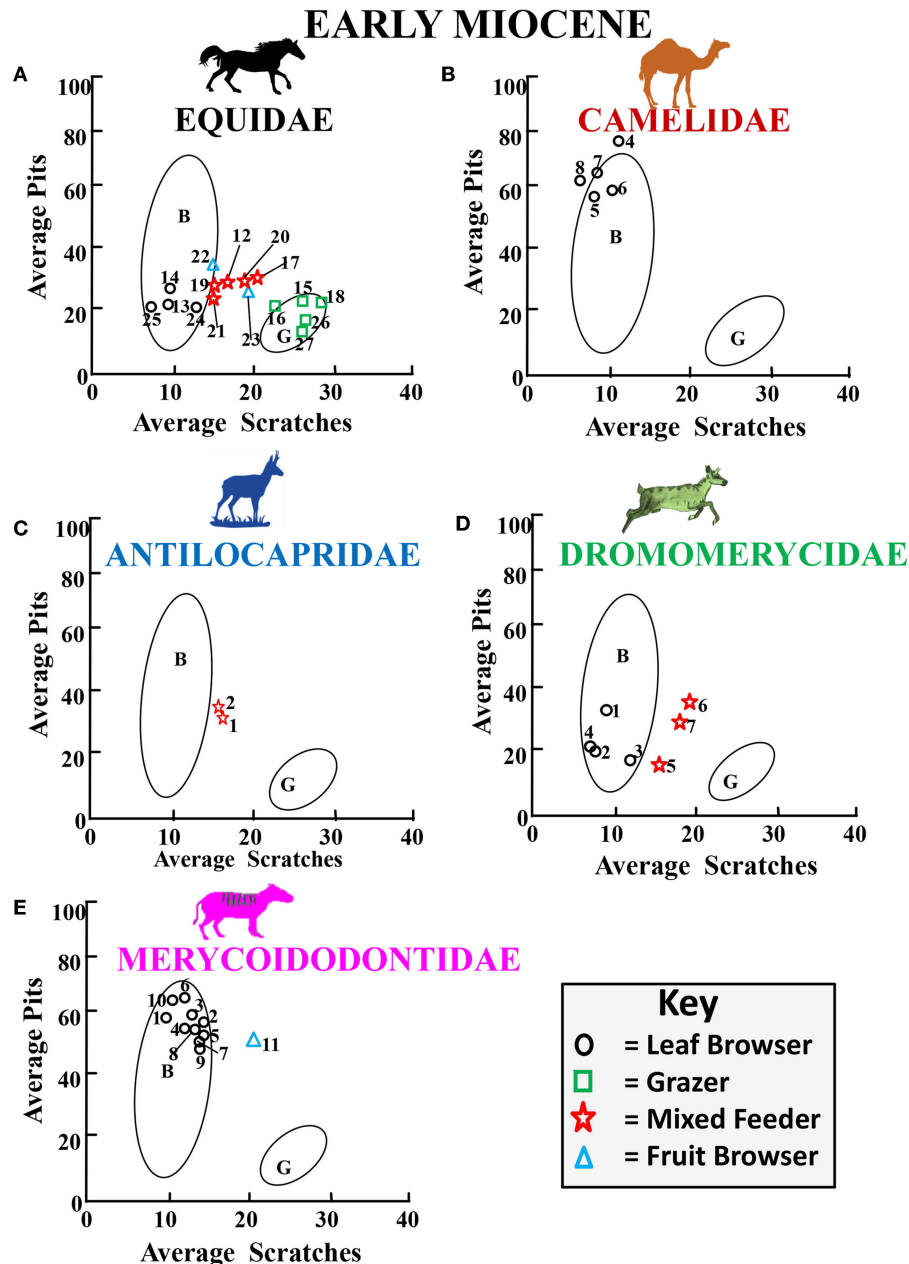 EARLY MIOCENE
A
EQUIDAE
100
80
60
40
20
0
Average Pits
B
22
12
20
17
14
19
15
18
16
25
13
24
21
23
26
27
G
0 10 20 30 40
Average Scratches
B
CAMELIDAE
100
80
60
40
20
0
Average Pits
4
7
8
6
5
B
G
0 10 20 30 40
Average Scratches
C
ANTILOCAPRIDAE
100
80
60
40
20
0
Average Pits
B
2
1
G
0 10 20 30 40
Average Scratches
D
DROMOMERYCIDAE
100
80
60
40
20
0
Average Pits
B
1
6
7
4
2
3
5
G
0 10 20 30 40
Average Scratches
E
MERYCOIDODONTIDAE
100
80
60
40
20
0
Average Pits
6
10
3
1
2
4
5
8
7
9
11
B
G
0 10 20 30 40
Average Scratches
Key
= Leaf Browser
= Grazer
= Mixed Feeder
= Fruit Browser